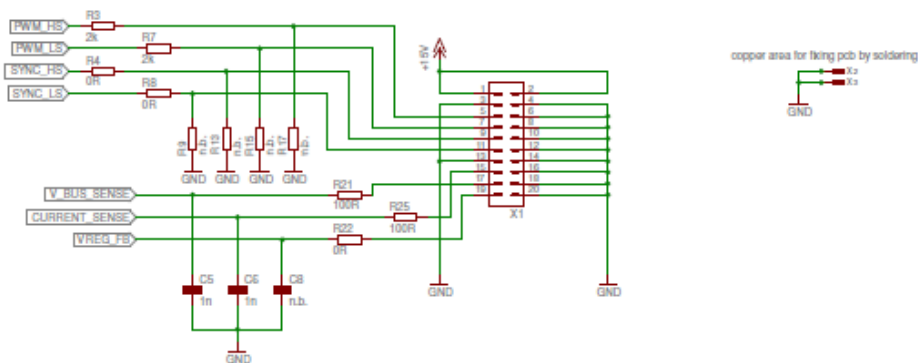 PWM_HS
R3
2k
PWM_LS
R7
2k
SYNC_HS
R4
0R
SYNC_LS
R8
0R
+15V
copper area for fixing pcb by soldering
X2
X3
GND
1 2
3 4
5 6
7 8
9 10
11 12
13 14
15 16
17 18
19 20
X1
R9
n.b.
R13
n.b.
R15
n.b.
R17
n.b.
GND GND GND GND
V_BUS_SENSE
R21
100R
CURRENT_SENSE
R25
100R
VREG_FB
R22
0R
C5
1n
C6
1n
C8
n.b.
GND
GND
GND